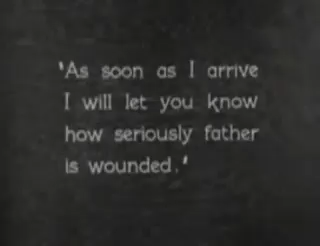 'As soon as I arrive
I will let you know
how seriously father
is wounded.'